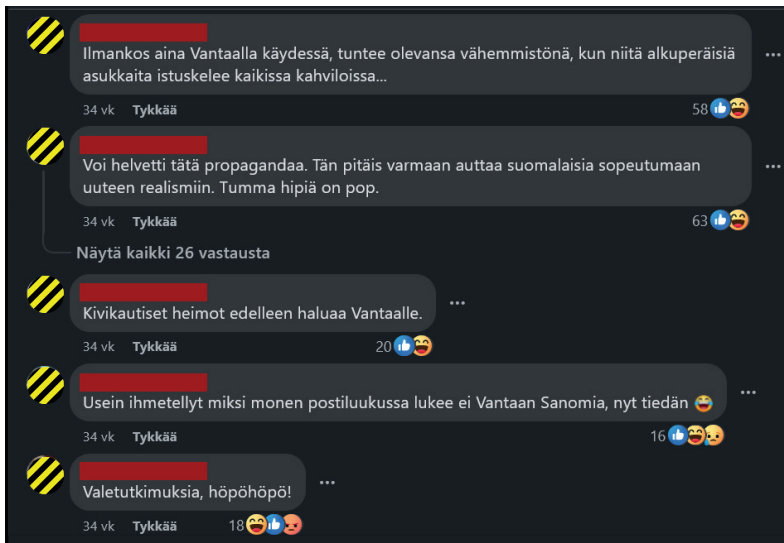 Ilmankos aina Vantaalla käydessä, tuntee olevansa vähemmistönä, kun niitä alkuperäisiä
asukkaita istuskelee kaikissa kahviloissa...
34 vk Tykkää 58
Voi helvetti tätä propagandaa. Tän pitäis varmaan auttaa suomalaisia sopeutumaan
uuteen realismiin. Tumma hipiä on pop.
34 vk Tykkää 63
Näytä kaikki 26 vastausta
Kivikautiset heimot edelleen haluaa Vantaalle.
34 vk Tykkää 20
Usein ihmetellyt miksi monen postiluukussa lukee ei Vantaan Sanomia, nyt tiedän 😂
34 vk Tykkää 16
Valetutkimuksia, höpöhöpö!
34 vk Tykkää 18